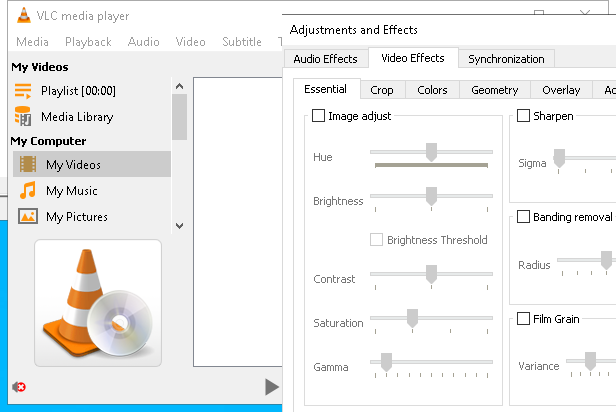 VLC media player
Media Playback Audio Video Subtitle
My Videos
Playlist [00:00]
Media Library
My Computer
My Videos
My Music
My Pictures
Adjustments and Effects
Audio Effects Video Effects Synchronization
Essential Crop Colors Geometry Overlay
Image adjust
Hue
Brightness
Brightness Threshold
Contrast
Saturation
Gamma
Sharpen
Sigma
Banding removal
Radius
Film Grain
Variance